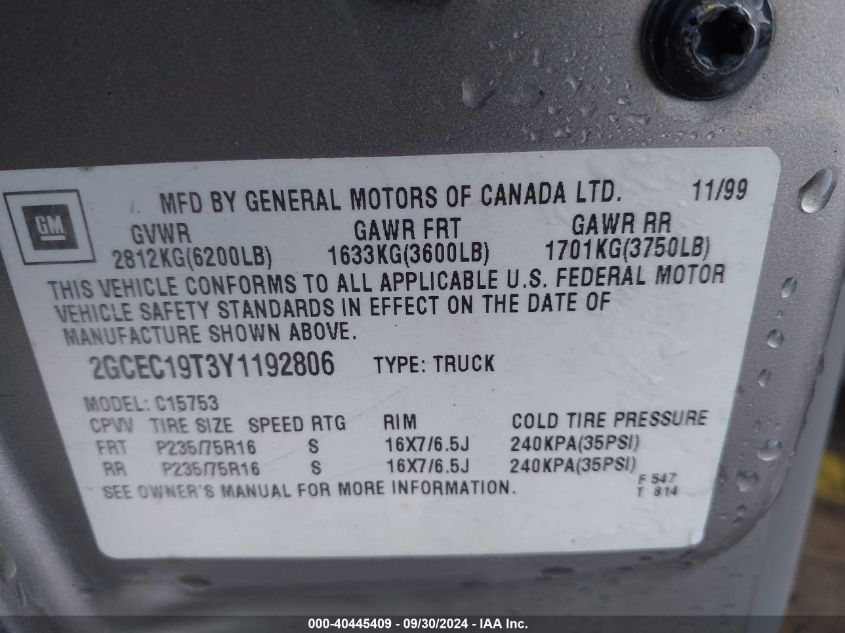 GM
MFD BY GENERAL MOTORS OF CANADA LTD. 11/99
GVWR GAWR FRT GAWR RR
2812KG(6200LB) 1633KG(3600LB) 1701KG(3750LB)
THIS VEHICLE CONFORMS TO ALL APPLICABLE U.S. FEDERAL MOTOR
VEHICLE SAFETY STANDARDS IN EFFECT ON THE DATE OF
MANUFACTURE SHOWN ABOVE.
2GCEC19T3Y1192806 TYPE: TRUCK
MODEL: C15753
CPVW TIRE SIZE SPEED RTG RIM COLD TIRE PRESSURE
FRT P235/75R16 S 16X7/6.5J 240KPA(35PSI)
RR P235/75R16 S 16X7/6.5J 240KPA(35PSI)
SEE OWNER'S MANUAL FOR MORE INFORMATION. F 547
T 814
000-40445409 - 09/30/2024 - IAA Inc.